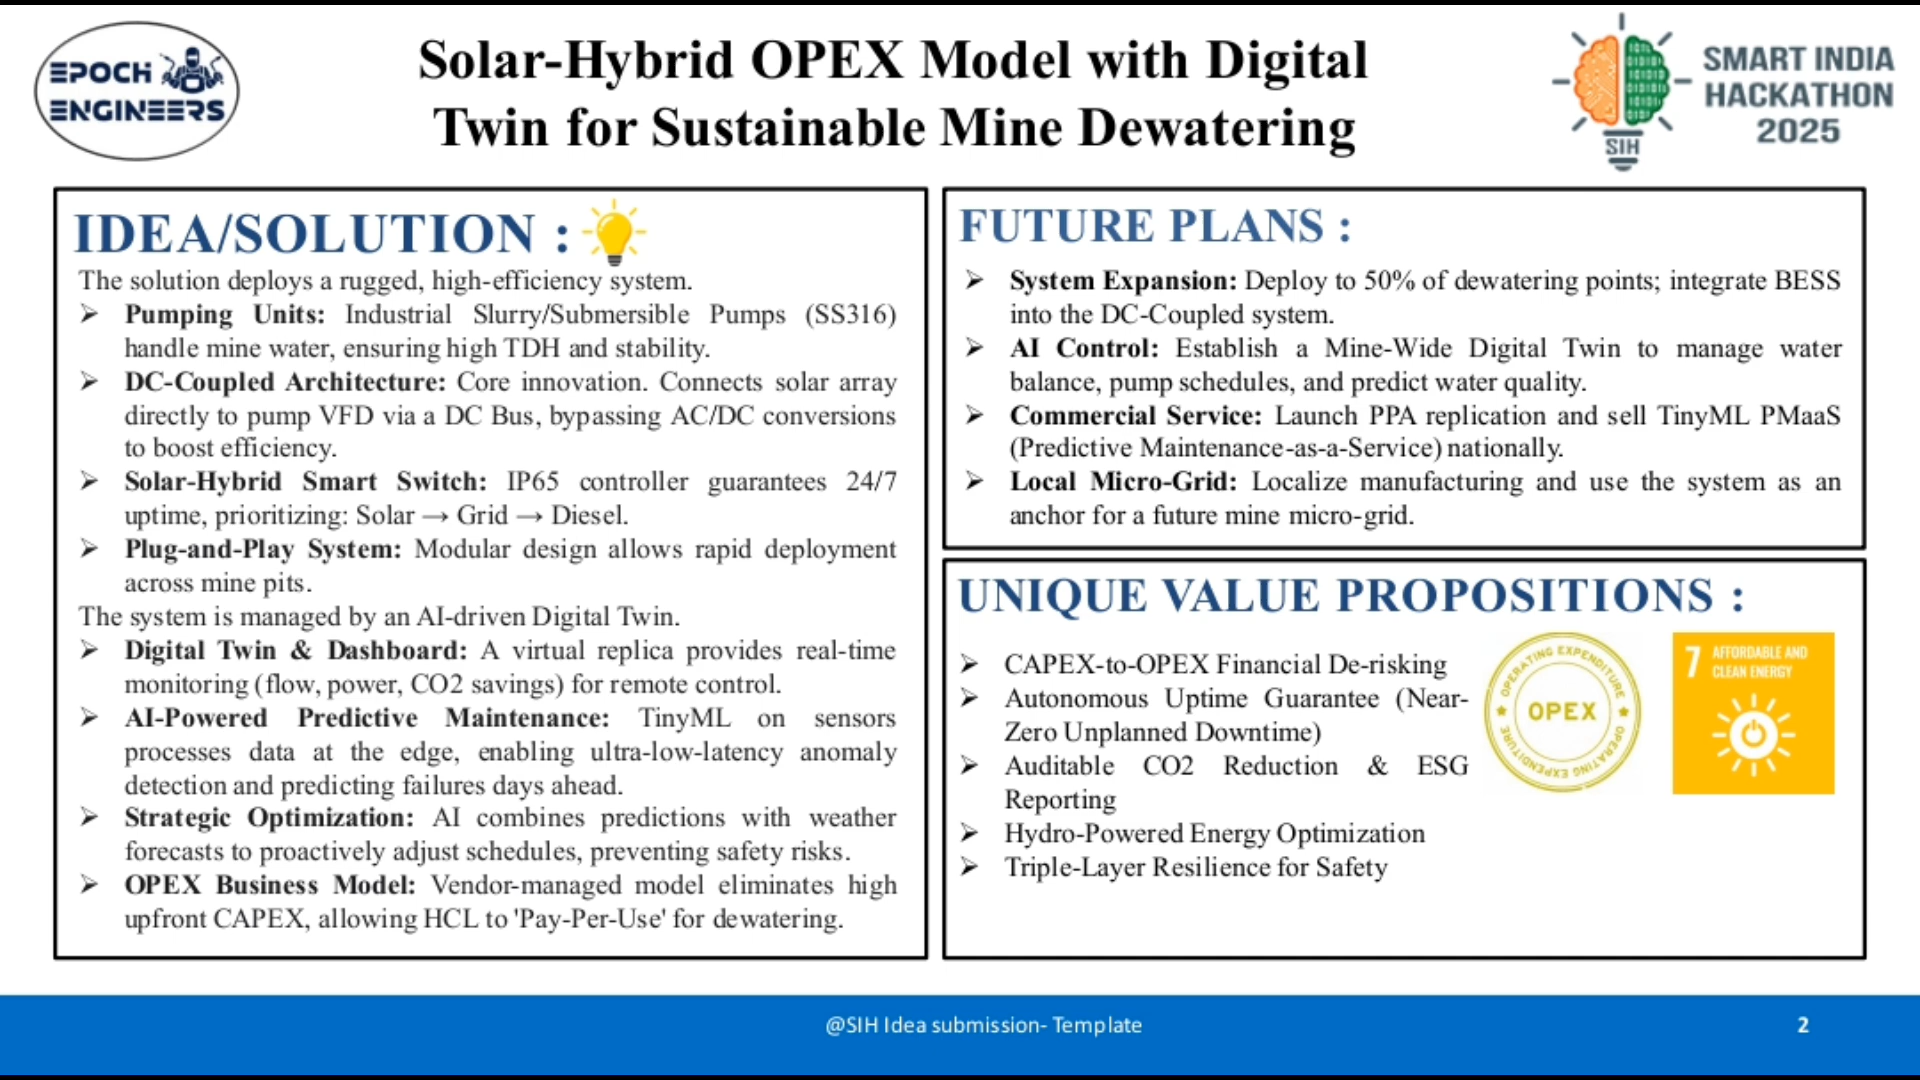 EPOCH
ENGINEERS
Solar-Hybrid OPEX Model with Digital
Twin for Sustainable Mine Dewatering
SMART INDIA
HACKATHON
2025
SIH
IDEA/SOLUTION :
The solution deploys a rugged, high-efficiency system.
➢ Pumping Units: Industrial Slurry/Submersible Pumps (SS316)
handle mine water, ensuring high TDH and stability.
➢ DC-Coupled Architecture: Core innovation. Connects solar array
directly to pump VFD via a DC Bus, bypassing AC/DC conversions
to boost efficiency.
➢ Solar-Hybrid Smart Switch: IP65 controller guarantees 24/7
uptime, prioritizing: Solar → Grid → Diesel.
➢ Plug-and-Play System: Modular design allows rapid deployment
across mine pits.
The system is managed by an AI-driven Digital Twin.
➢ Digital Twin & Dashboard: A virtual replica provides real-time
monitoring (flow, power, CO2 savings) for remote control.
➢ AI-Powered Predictive Maintenance: TinyML on sensors
processes data at the edge, enabling ultra-low-latency anomaly
detection and predicting failures days ahead.
➢ Strategic Optimization: AI combines predictions with weather
forecasts to proactively adjust schedules, preventing safety risks.
➢ OPEX Business Model: Vendor-managed model eliminates high
upfront CAPEX, allowing HCL to 'Pay-Per-Use' for dewatering.
FUTURE PLANS :
➢ System Expansion: Deploy to 50% of dewatering points; integrate BESS
into the DC-Coupled system.
➢ AI Control: Establish a Mine-Wide Digital Twin to manage water
balance, pump schedules, and predict water quality.
➢ Commercial Service: Launch PPA replication and sell TinyML PMaaS
(Predictive Maintenance-as-a-Service) nationally.
➢ Local Micro-Grid: Localize manufacturing and use the system as an
anchor for a future mine micro-grid.
UNIQUE VALUE PROPOSITIONS :
➢ CAPEX-to-OPEX Financial De-risking
➢ Autonomous Uptime Guarantee (Near-
Zero Unplanned Downtime)
➢ Auditable CO2 Reduction & ESG
Reporting
➢ Hydro-Powered Energy Optimization
➢ Triple-Layer Resilience for Safety
OPERATING EXPENDITURE
OPEX
OPERATING EXPENDITURE
7 AFFORDABLE AND
CLEAN ENERGY
@SIH Idea submission- Template
2